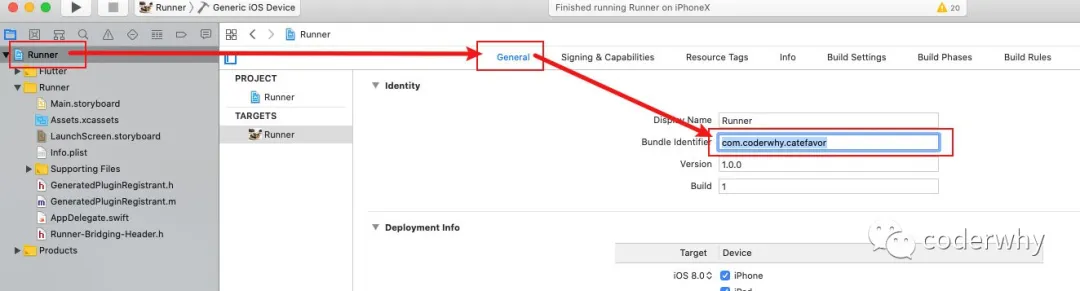 Runner
Generic iOS Device
Finished running Runner on iPhoneX
20
Runner
Runner
General
Signing & Capabilities
Resource Tags
Info
Build Settings
Build Phases
Build Rules
Flutter
Runner
Main.storyboard
Assets.xcassets
LaunchScreen.storyboard
Info.plist
Supporting Files
GeneratedPluginRegistrant.h
GeneratedPluginRegistrant.m
AppDelegate.swift
Runner-Bridging-Header.h
Products
PROJECT
Runner
TARGETS
Runner
Identity
Display Name
Runner
Bundle Identifier
com.coderwhy.catefavor
Version
1.0.0
Build
1
Deployment Info
Target
Device
iOS 8.0
iPhone
iPad
coderwhy